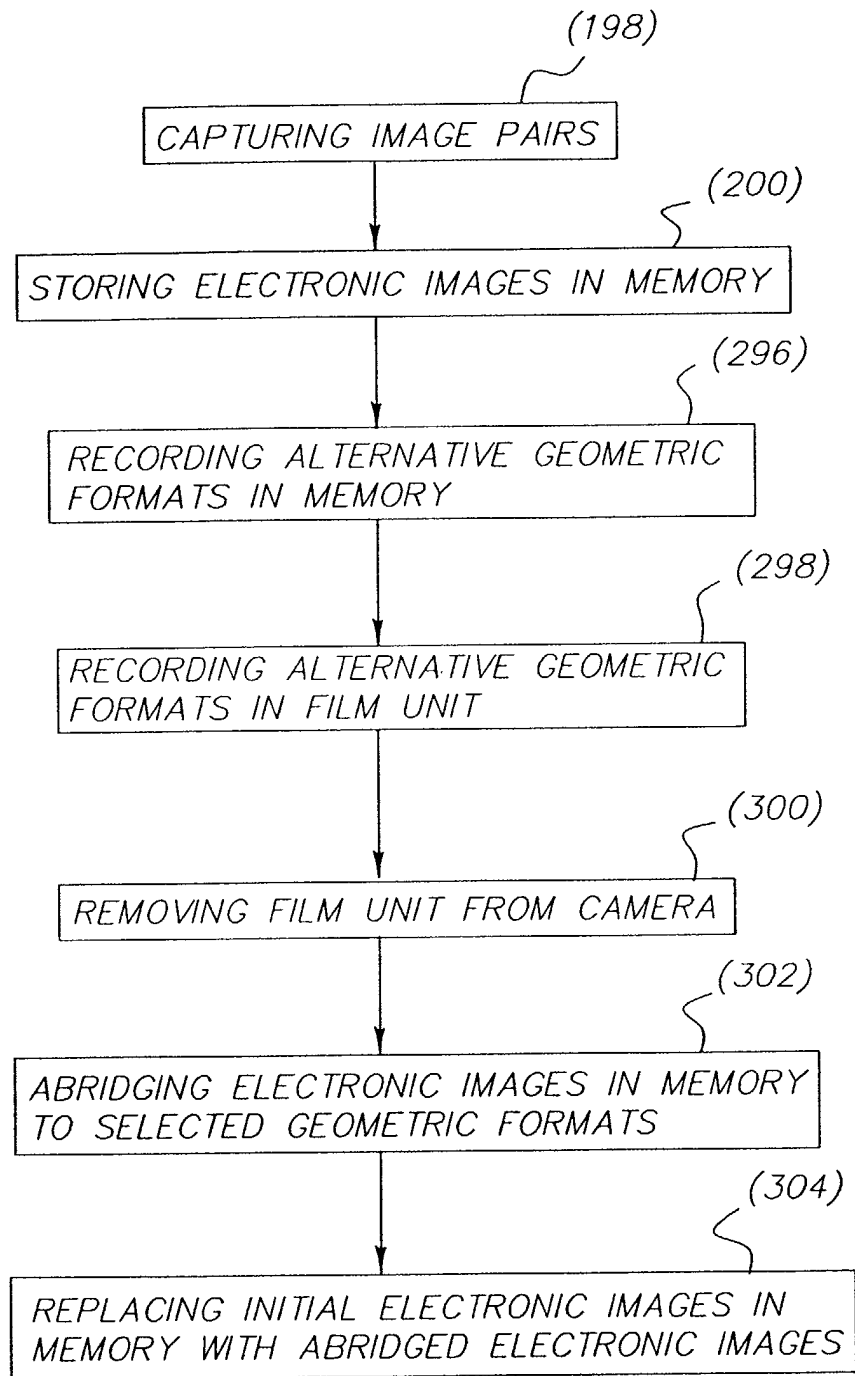 (198)
CAPTURING IMAGE PAIRS
(200)
STORING ELECTRONIC IMAGES IN MEMORY
(296)
RECORDING ALTERNATIVE GEOMETRIC
FORMATS IN MEMORY
(298)
RECORDING ALTERNATIVE GEOMETRIC
FORMATS IN FILM UNIT
(300)
REMOVING FILM UNIT FROM CAMERA
(302)
ABRIDGING ELECTRONIC IMAGES IN MEMORY
TO SELECTED GEOMETRIC FORMATS
(304)
REPLACING INITIAL ELECTRONIC IMAGES IN
MEMORY WITH ABRIDGED ELECTRONIC IMAGES